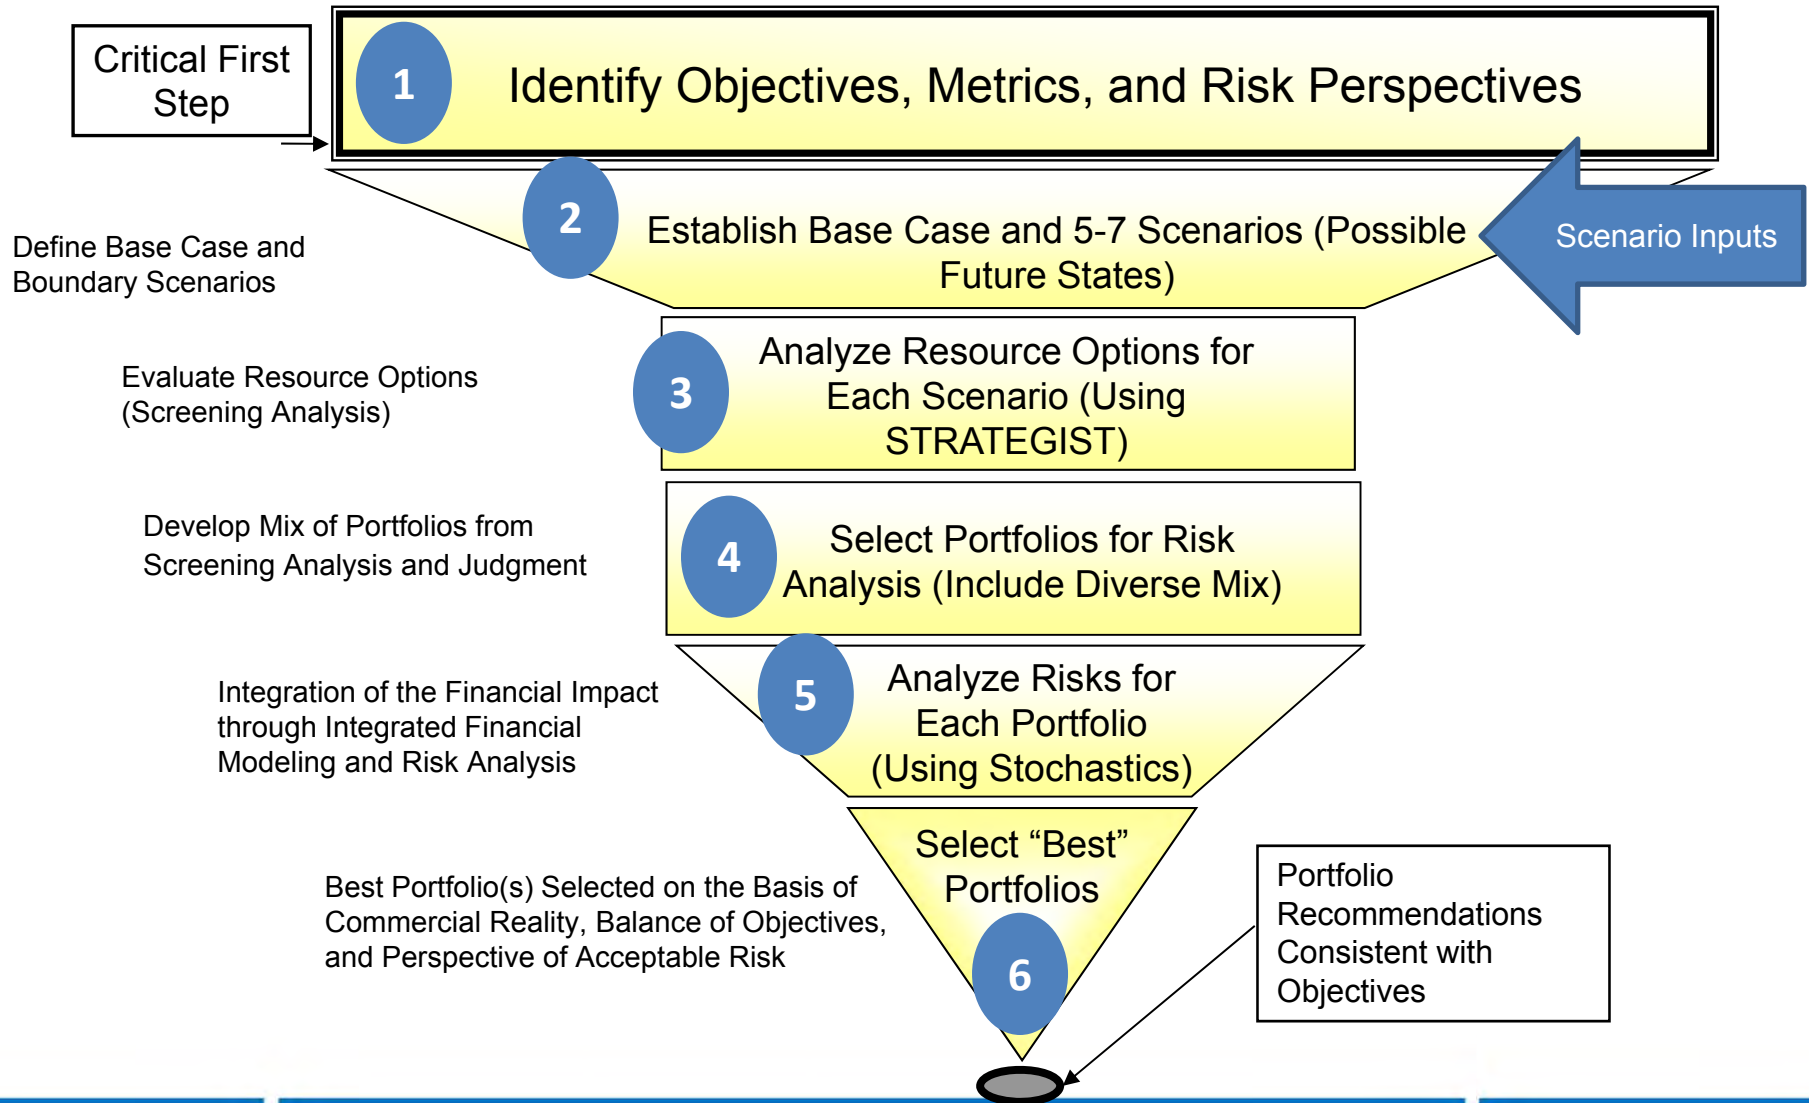 Critical First
Step
1
Identify Objectives, Metrics, and Risk Perspectives
2
Establish Base Case and 5-7 Scenarios (Possible
Future States)
Scenario Inputs
Define Base Case and
Boundary Scenarios
3
Analyze Resource Options for
Each Scenario (Using
STRATEGIST)
Evaluate Resource Options
(Screening Analysis)
4
Select Portfolios for Risk
Analysis (Include Diverse Mix)
Develop Mix of Portfolios from
Screening Analysis and Judgment
5
Analyze Risks for
Each Portfolio
(Using Stochastics)
Integration of the Financial Impact
through Integrated Financial
Modeling and Risk Analysis
Select “Best”
Portfolios
6
Best Portfolio(s) Selected on the Basis of
Commercial Reality, Balance of Objectives,
and Perspective of Acceptable Risk
Portfolio
Recommendations
Consistent with
Objectives